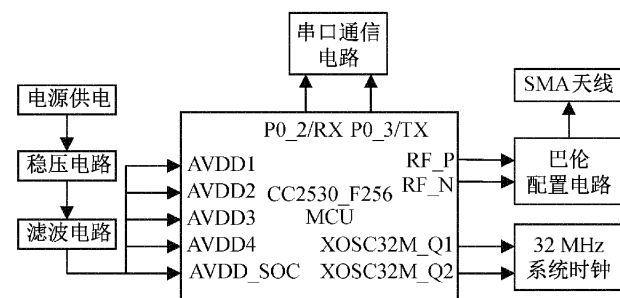 串口通信
电路
电源供电
稳压电路
滤波电路
P0_2/RX P0_3/TX
AVDD1
AVDD2
AVDD3
AVDD4
AVDD_SOC
CC2530_F256
MCU
RF_P
RF_N
XOSC32M_Q1
XOSC32M_Q2
SMA天线
巴伦
配置电路
32 MHz
系统时钟